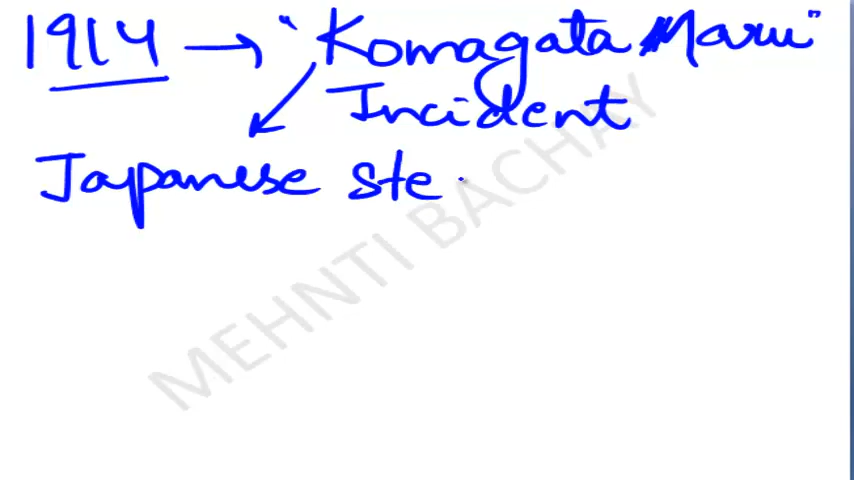 1914 → "Komagata Maru"
Incident
Japanese ste
MEHNTI BACHAY